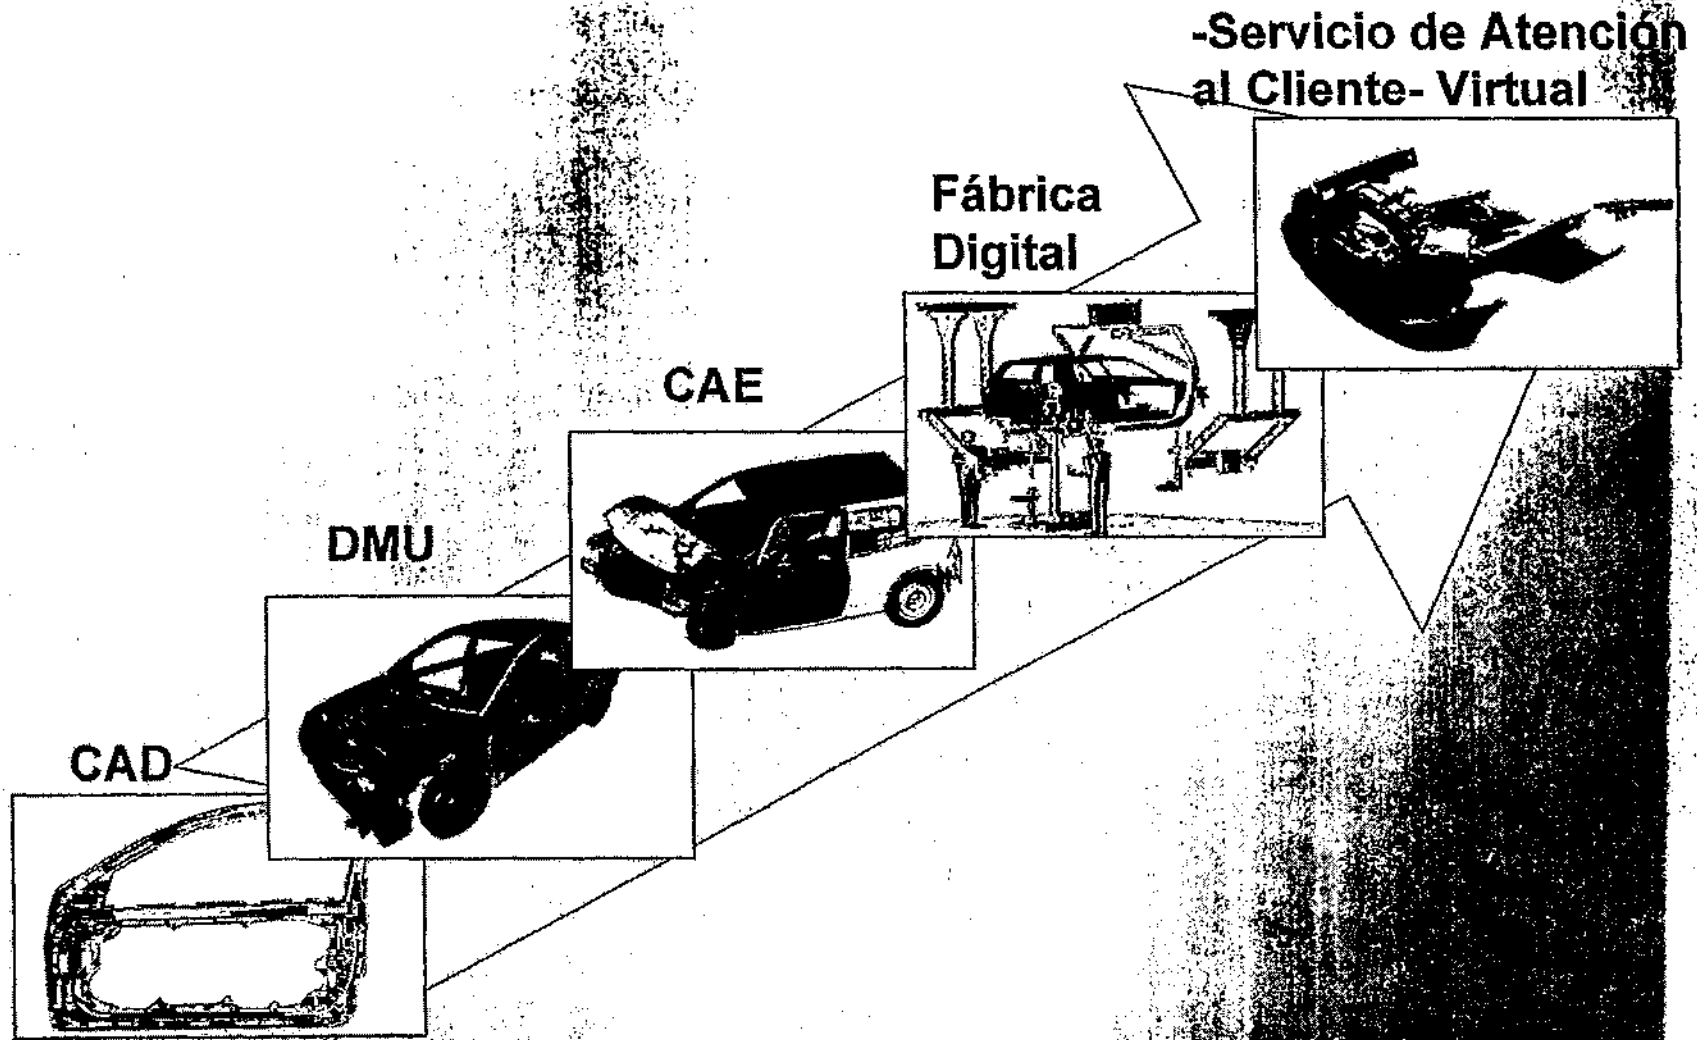 -Servicio de Atención
al Cliente- Virtual
Fábrica
Digital
CAE
DMU
CAD